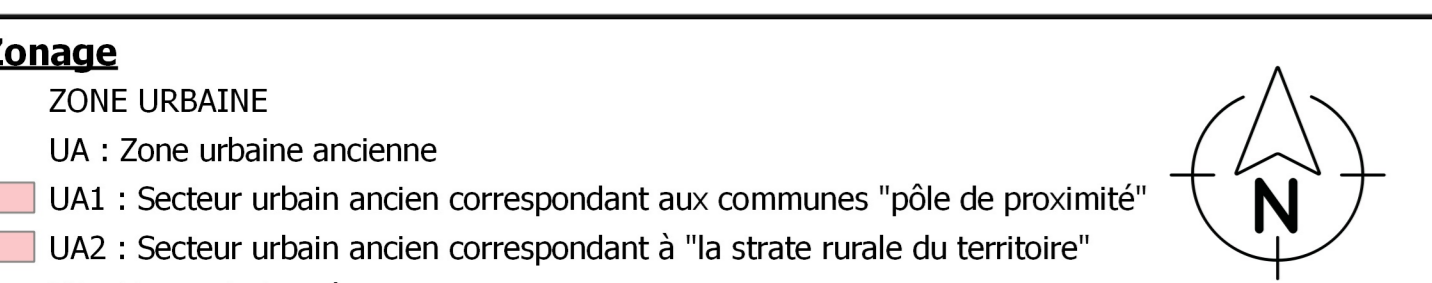 Zonage
ZONE URBAINE
UA : Zone urbaine ancienne
UA1 : Secteur urbain ancien correspondant aux communes "pôle de proximité"
UA2 : Secteur urbain ancien correspondant à "la strate rurale du territoire"
N